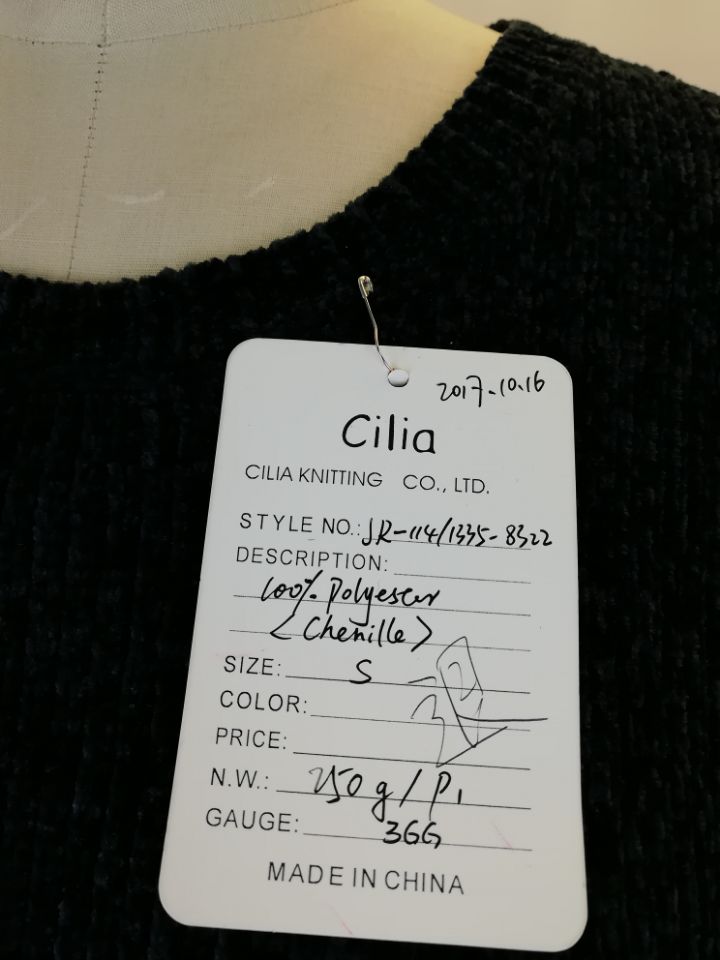 2017.10.16
Cilia
CILIA KNITTING CO., LTD.
STYLE NO.: JR-114/1335-8322
DESCRIPTION:
100% Polyester
<Chenille>
SIZE: S
COLOR:
PRICE:
N.W.: 250g/P,
GAUGE: 3GG
MADE IN CHINA